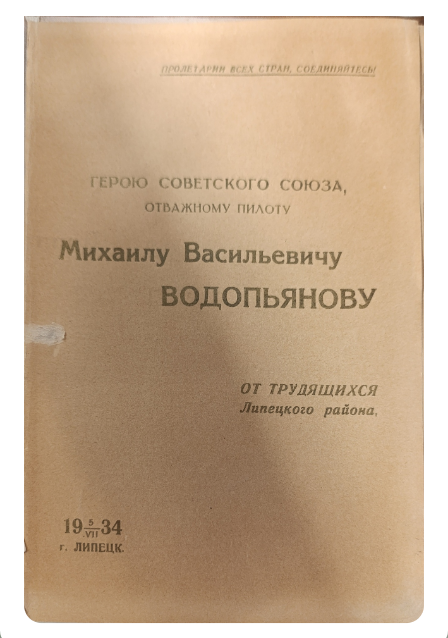 ПРОЛЕТАРИИ ВСЕХ СТРАН, СОЕДИНЯЙТЕСЬ!
ГЕРОЮ СОВЕТСКОГО СОЮЗА,
ОТВАЖНОМУ ПИЛОТУ
Михаилу Васильевичу
ВОДОПЬЯНОВУ
ОТ ТРУДЯЩИХСЯ
Липецкого района,
19 5/VII 34
г. ЛИПЕЦК.